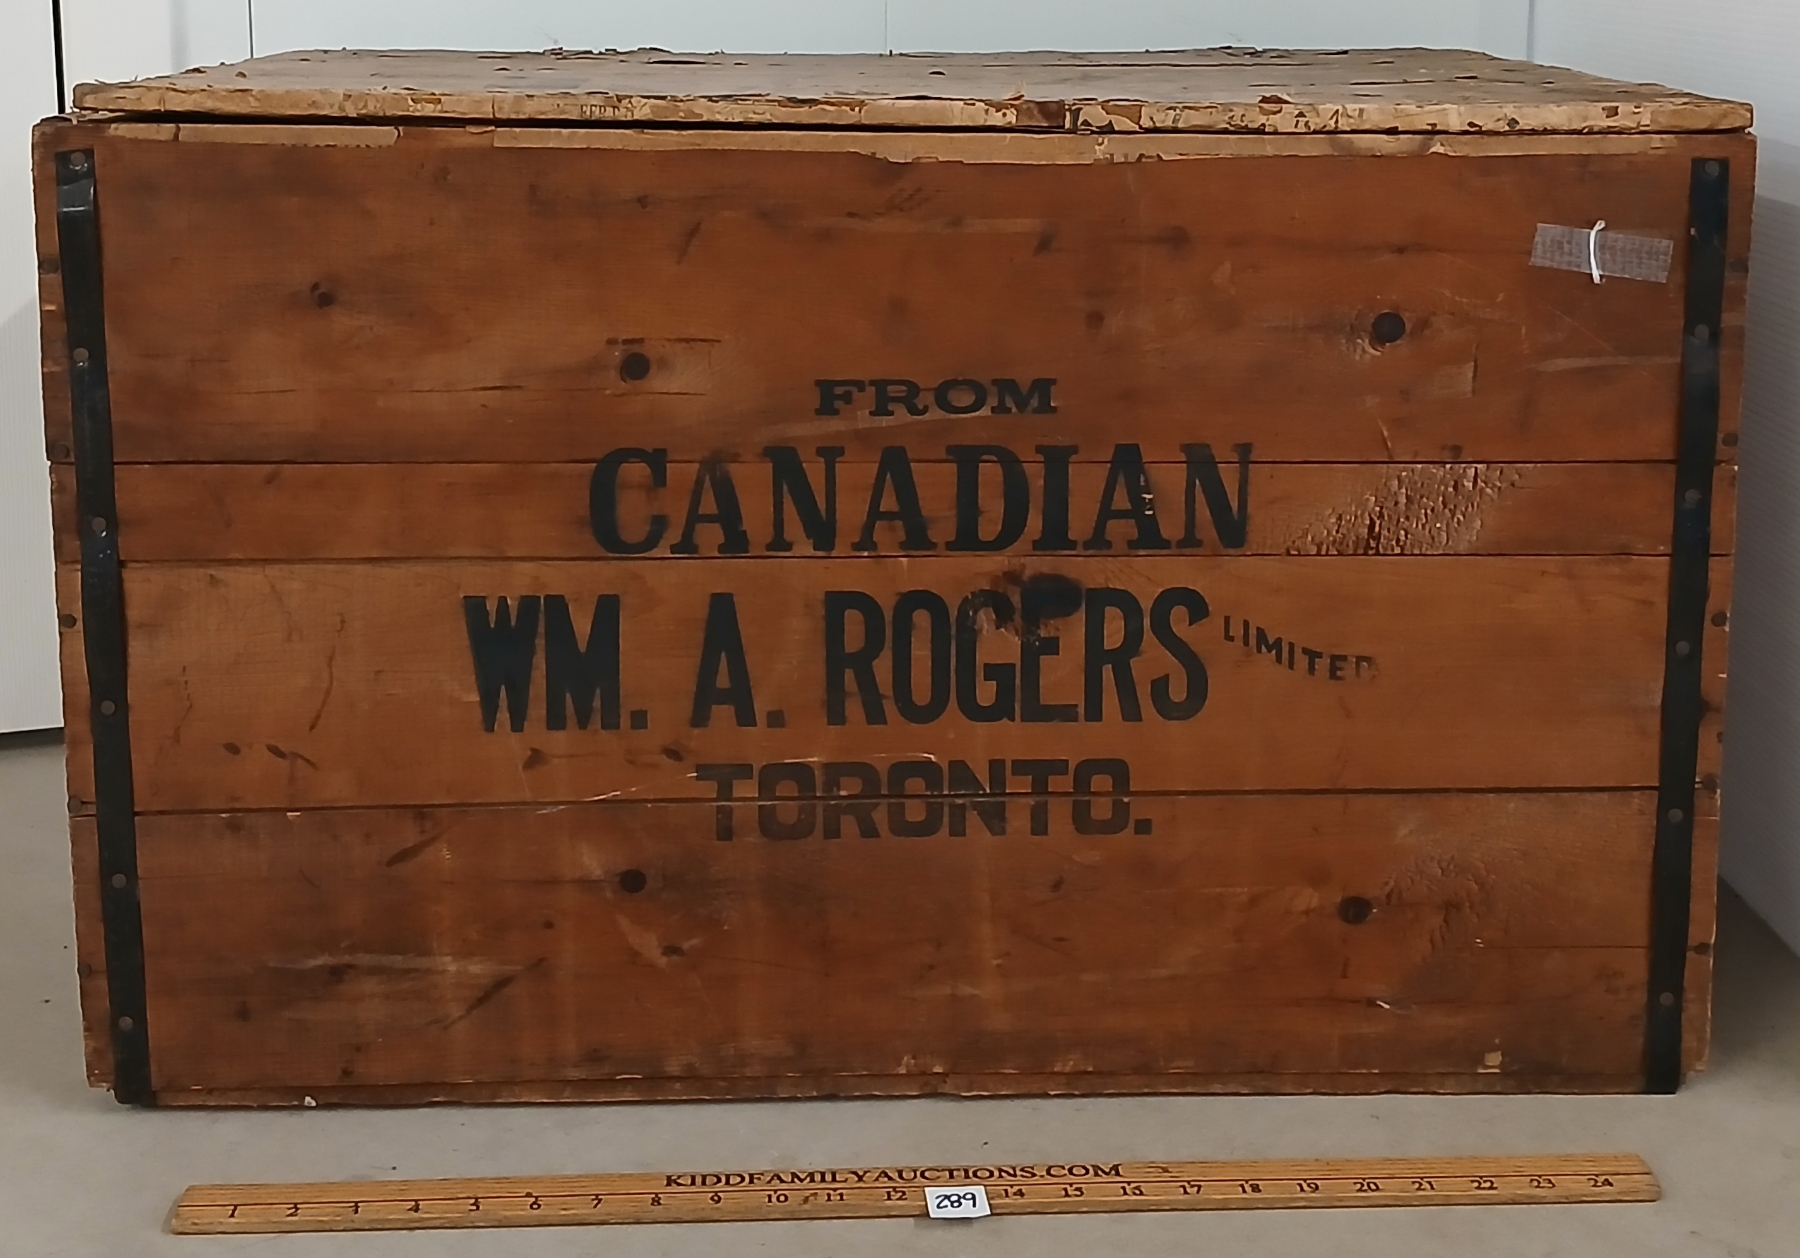 FROM
CANADIAN
WM. A. ROGERS LIMITED
TORONTO.
KIDDFAMILYAUCTIONS.COM
1 2 3 4 5 6 7 8 9 10 11 12 289 14 15 16 17 18 19 20 21 22 23 24